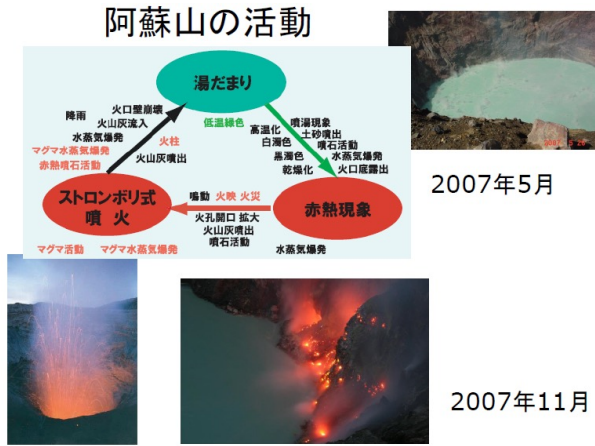 阿蘇山の活動
湯だまり
低温緑色
降雨
火口壁崩壊
火山灰流入
水蒸気爆発
マグマ水蒸気爆発
赤熱噴石活動
火柱
火山灰噴出
高温化
白濁色
黒濁色
乾燥化
噴湯現象
土砂噴出
噴石活動
水蒸気爆発
火口底露出
ストロンボリ式
噴火
鳴動 火映 火炎
火孔開口 拡大
火山灰噴出
噴石活動
赤熱現象
マグマ活動
マグマ水蒸気爆発
水蒸気爆発
2007年5月
2007年11月